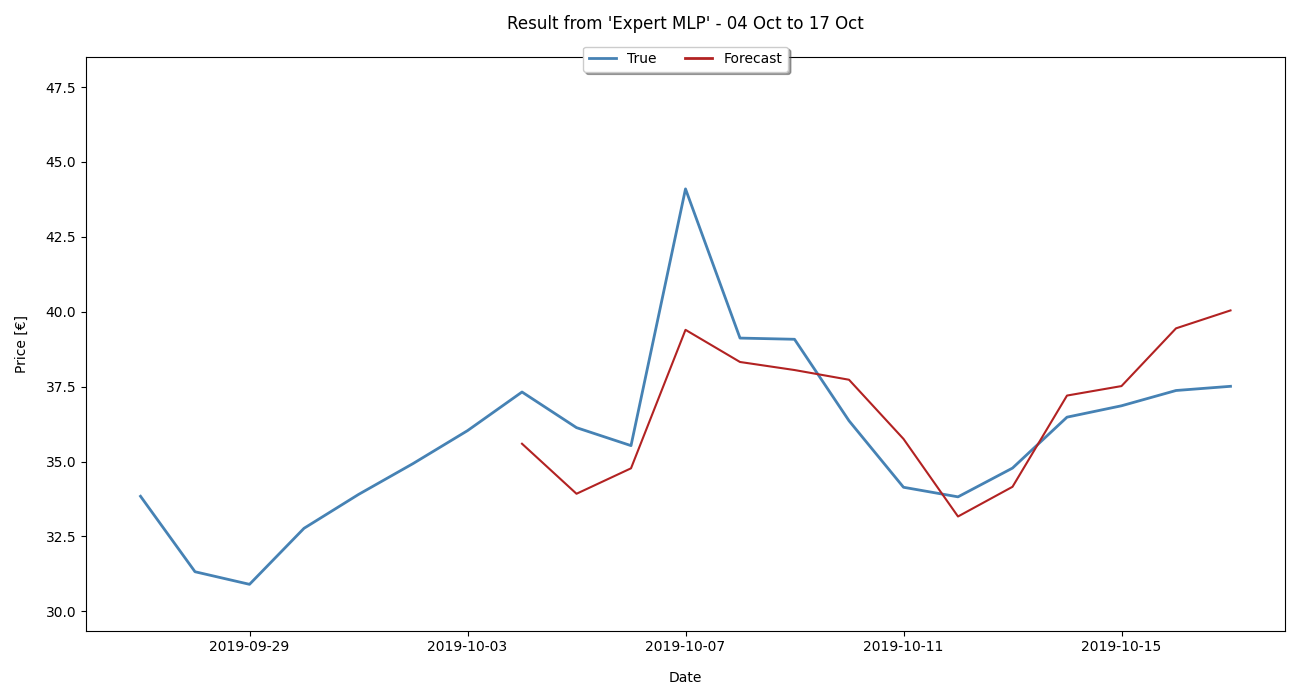 Result from 'Expert MLP' - 04 Oct to 17 Oct
True Forecast
47.5
45.0
42.5
40.0
37.5
35.0
32.5
30.0
Price [€]
2019-09-29 2019-10-03 2019-10-07 2019-10-11 2019-10-15
Date